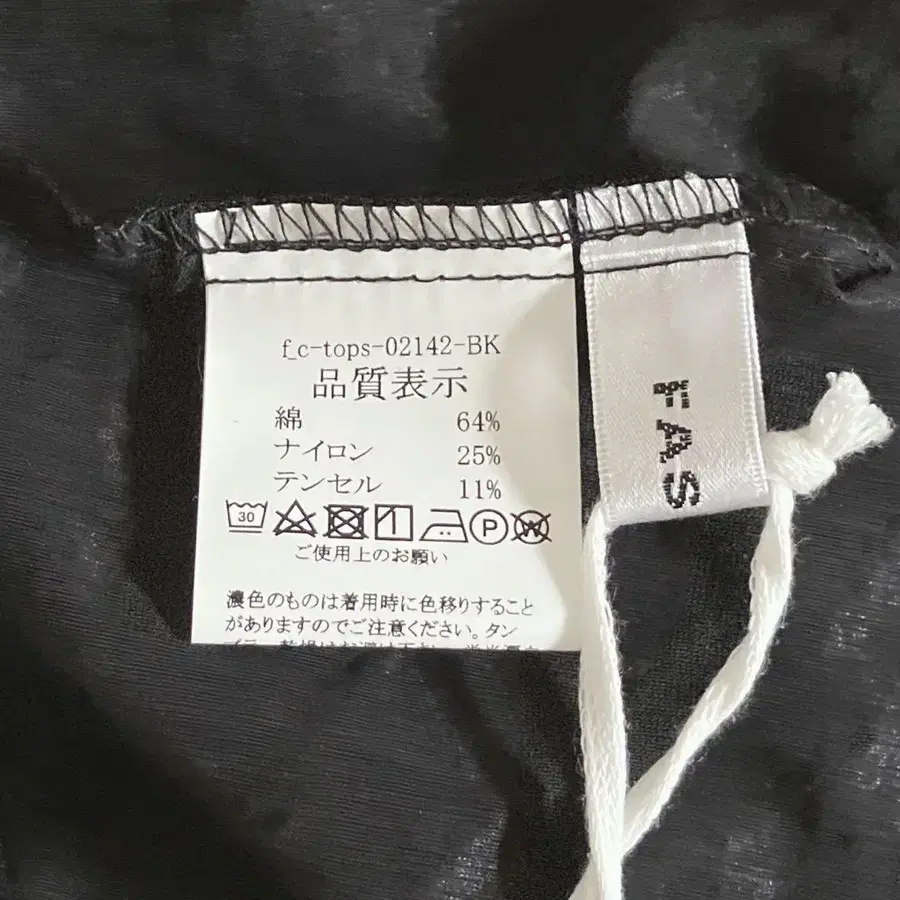 f_c-tops-02142-BK
品質表示
綿 64%
ナイロン 25%
テンセル 11%
30
P
W
ご使用上のお願い
濃色のものは着用時に色移りすること
がありますのでご注意ください。タン
FAS